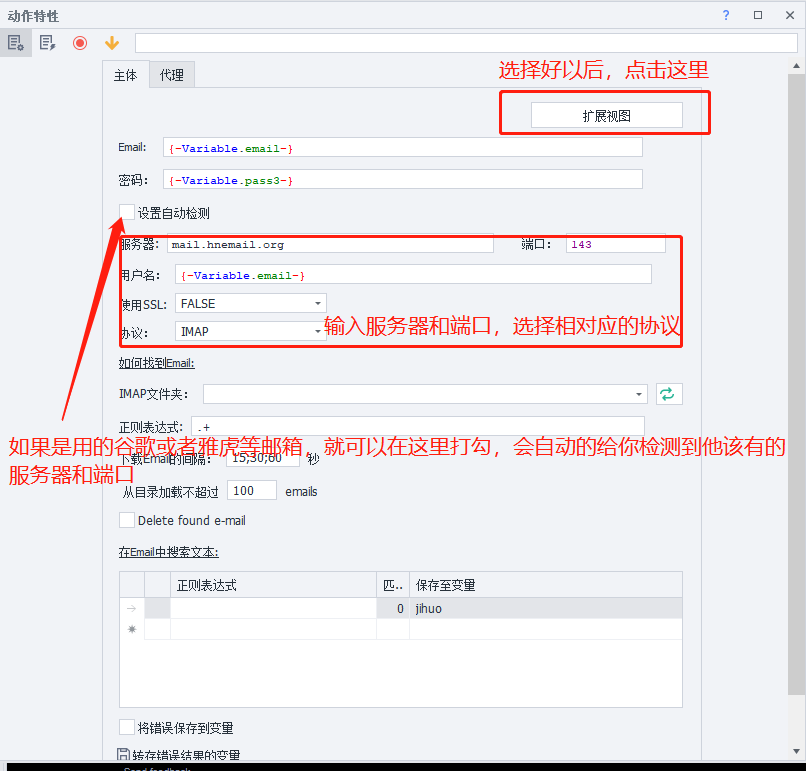 动作特性
?
选择好以后，点击这里
主体
代理
扩展视图
Email:
{-Variable.email-}
密码:
{-Variable.pass3-}
设置自动检测
服务器:
mail.hnemail.org
端口:
143
用户名:
{-Variable.email-}
使用SSL:
FALSE
协议:
IMAP
输入服务器和端口，选择相对应的协议
如何找到Email:
IMAP文件夹:
正则表达式:
.+
如果是用的谷歌或者雅虎等邮箱，就可以在这里打勾，会自动的给你检测到他该有的
服务器和端口
下载Email的间隔:
15;30;60
秒
从目录加载不超过
100
emails
Delete found e-mail
在Email中搜索文本:
正则表达式
匹..
保存至变量
0
jihuo
将错误保存到变量
转存错误结果的变量
Send feedback